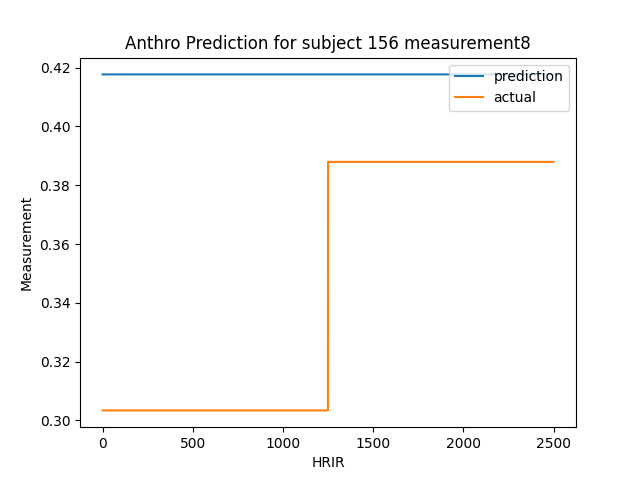 Anthro Prediction for subject 156 measurement8
prediction
actual
Measurement
0.42
0.40
0.38
0.36
0.34
0.32
0.30
0
500
1000
1500
2000
2500
HRIR